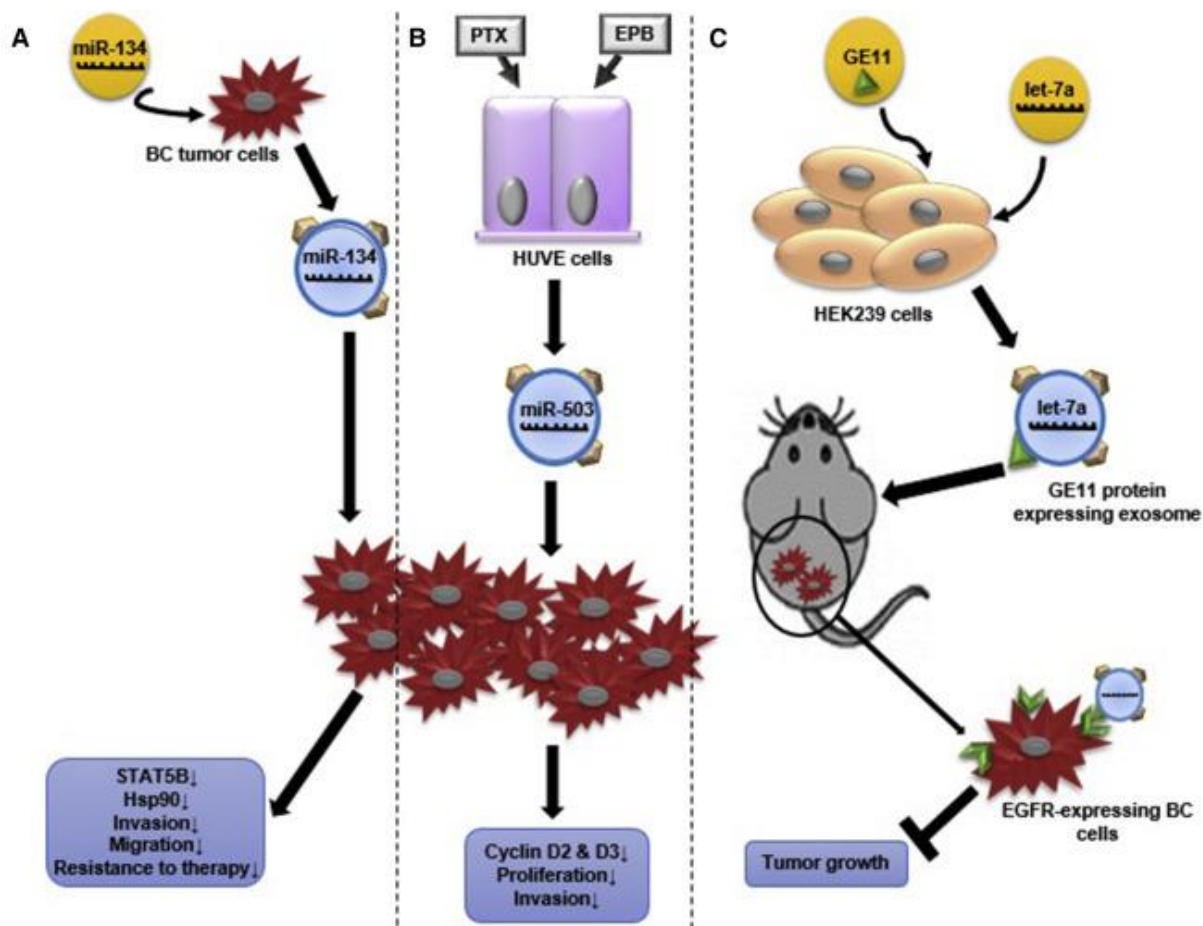 A
miR-134
BC tumor cells
miR-134
STAT5B↓
Hsp90↓
Invasion↓
Migration↓
Resistance to therapy↓
B
PTX
EPB
HUVE cells
miR-503
Cyclin D2 & D3↓
Proliferation↓
Invasion↓
C
GE11
let-7a
HEK239 cells
let-7a
GE11 protein
expressing exosome
EGFR-expressing BC
cells
Tumor growth